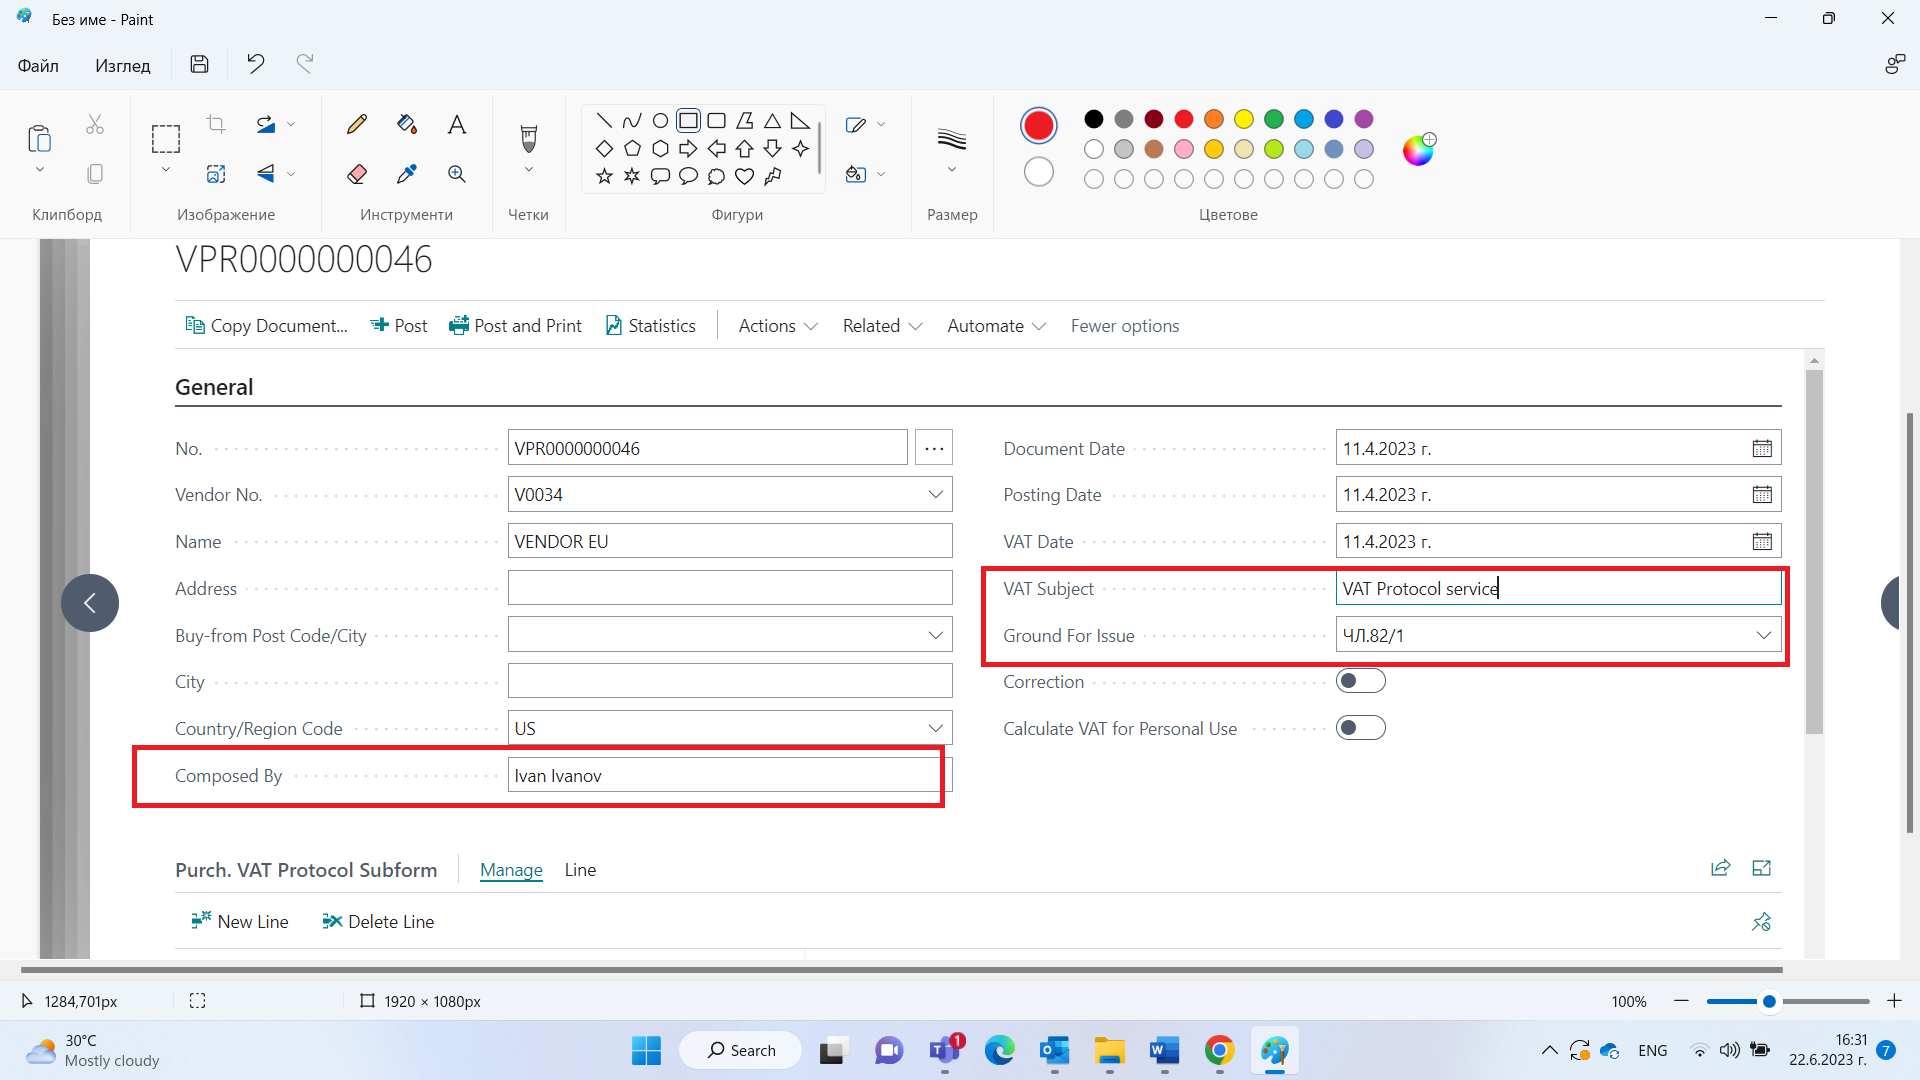 Без име - Paint
Файл Изглед
Клипборд Изображение Инструменти Четки Фигури Размер Цветове
VPR0000000046
Copy Document... Post Post and Print Statistics Actions Related Automate Fewer options
General
No. VPR0000000046 ... Document Date 11.4.2023 г.
Vendor No. V0034 Posting Date 11.4.2023 г.
Name VENDOR EU VAT Date 11.4.2023 г.
Address VAT Subject VAT Protocol service
Buy-from Post Code/City Ground For Issue ЧЛ.82/1
City Correction
Country/Region Code US Calculate VAT for Personal Use
Composed By Ivan Ivanov
Purch. VAT Protocol Subform Manage Line
New Line Delete Line
1284,701px 1920 × 1080px 100%
30°C
Mostly cloudy
Search
1
ENG
16:31
22.6.2023 г.
7